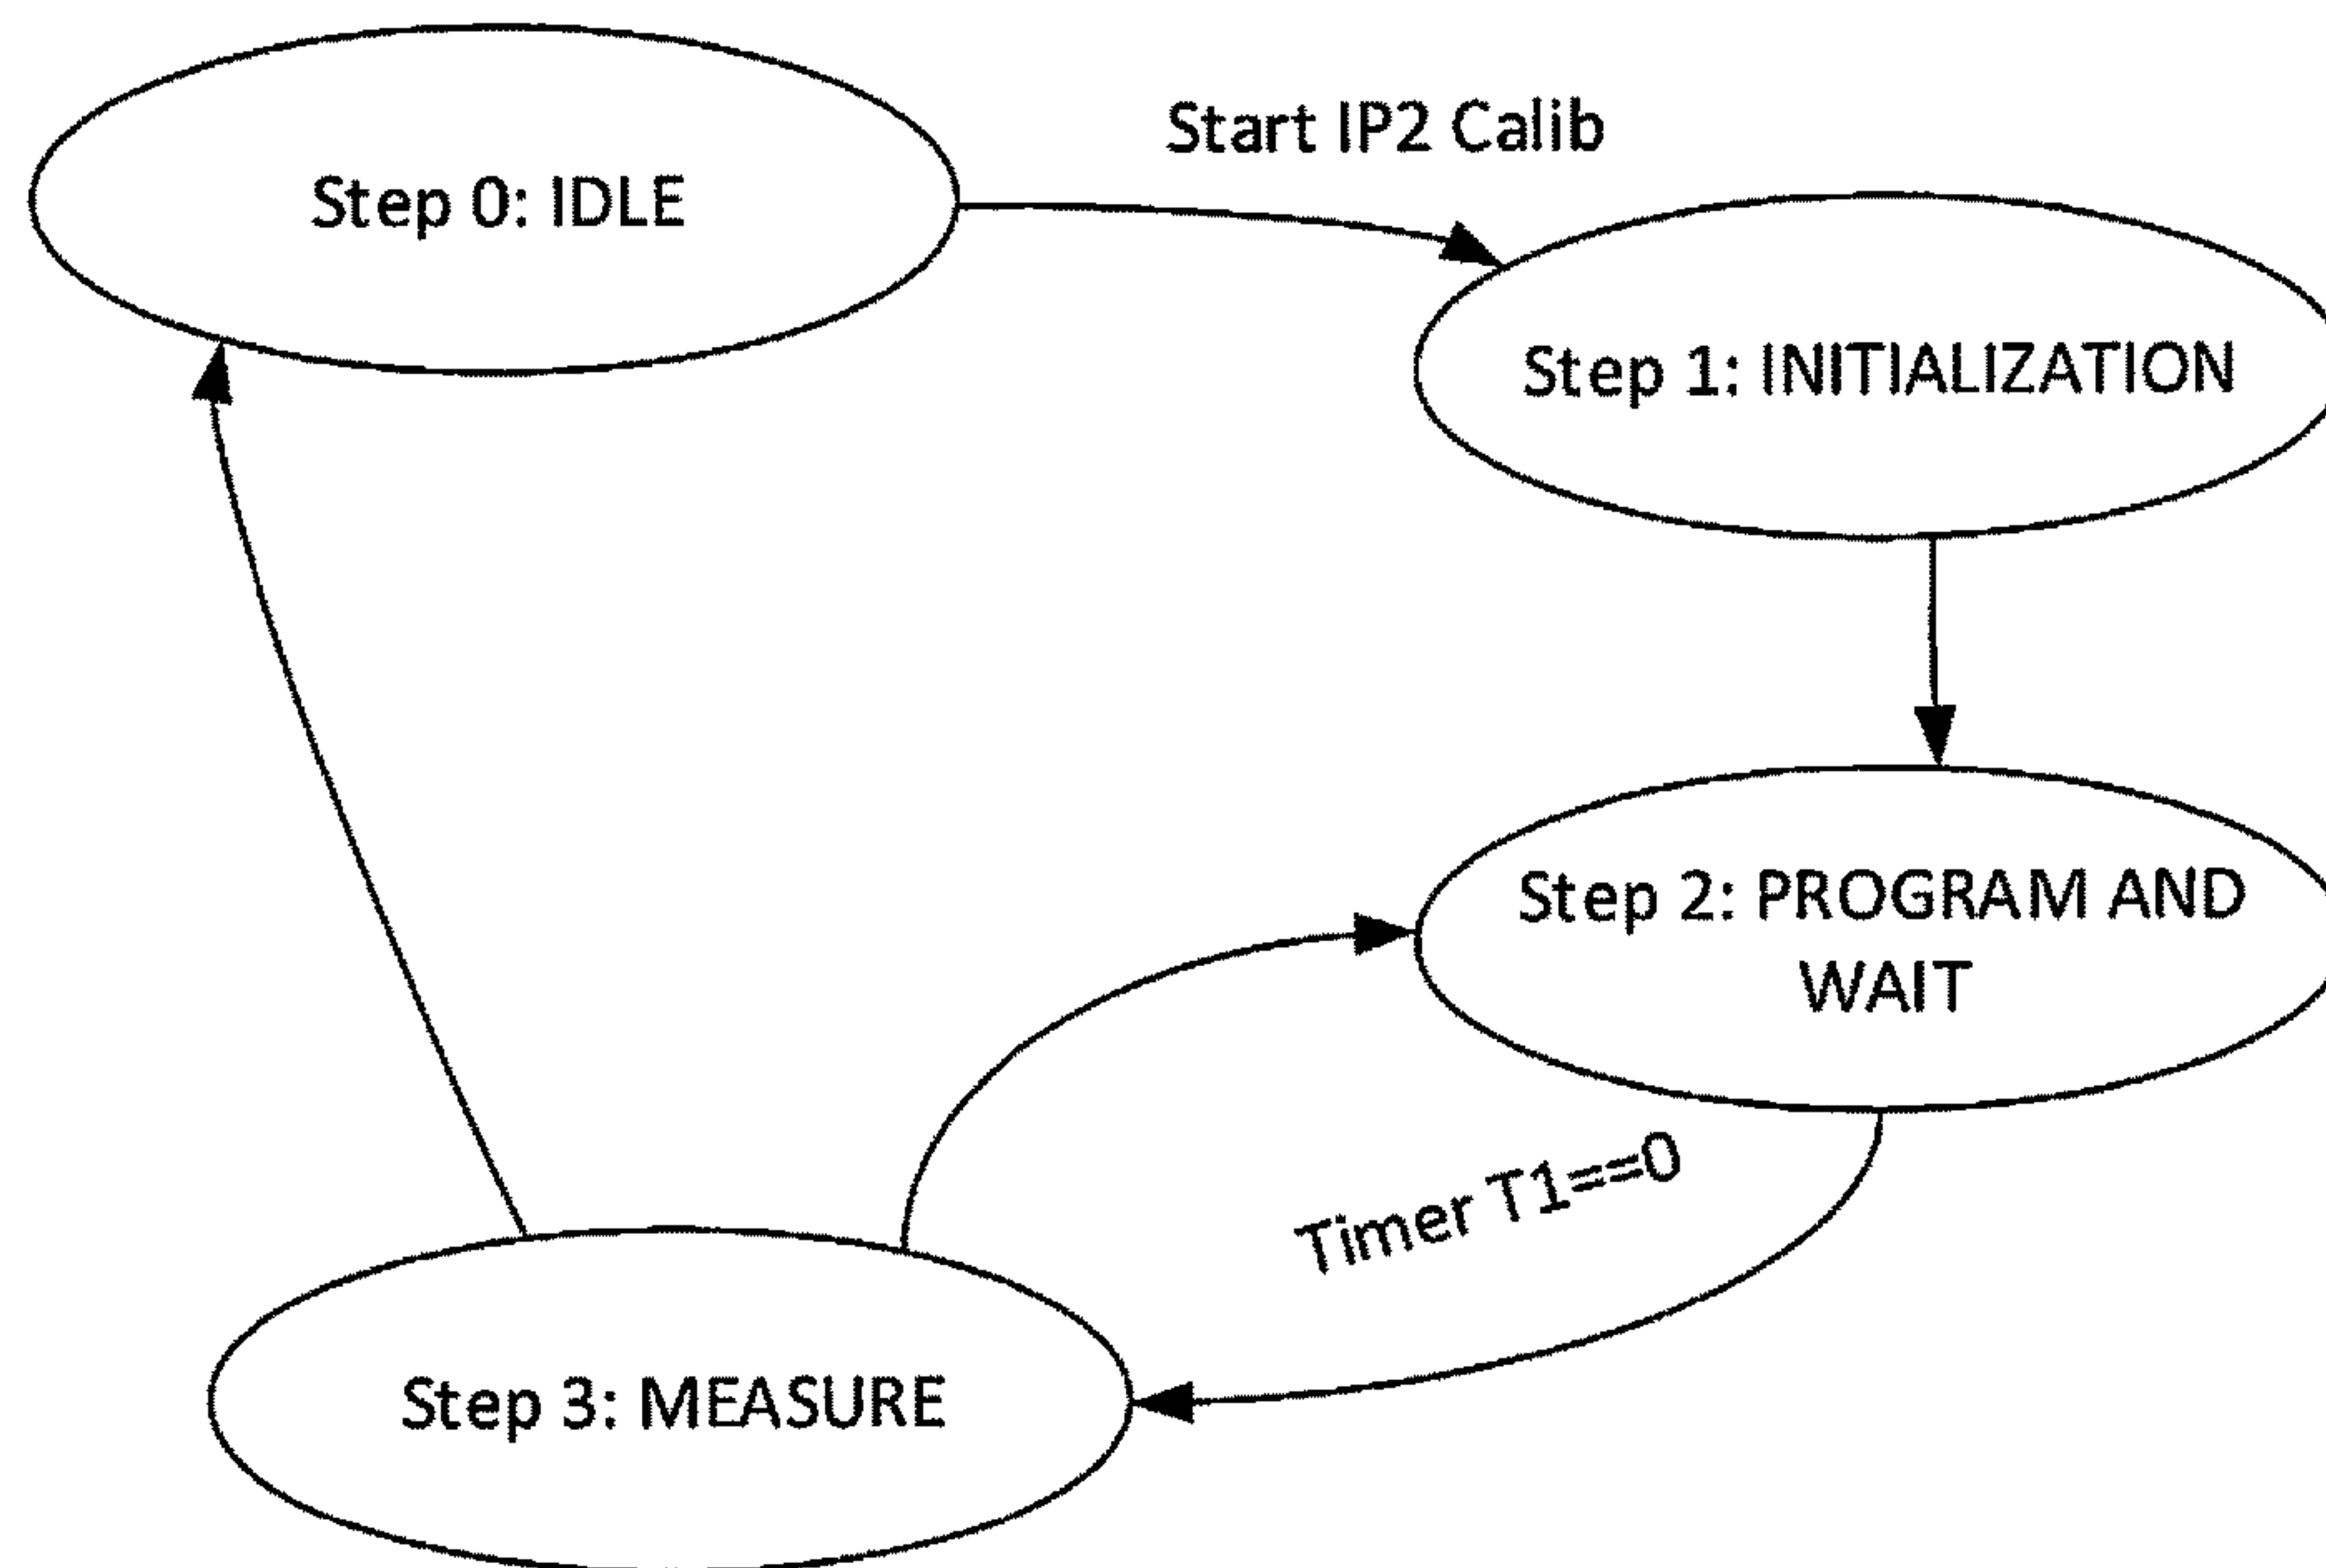 Step 0: IDLE
Start IP2 Calib
Step 1: INITIALIZATION
Step 2: PROGRAM AND
WAIT
Timer T1==0
Step 3: MEASURE